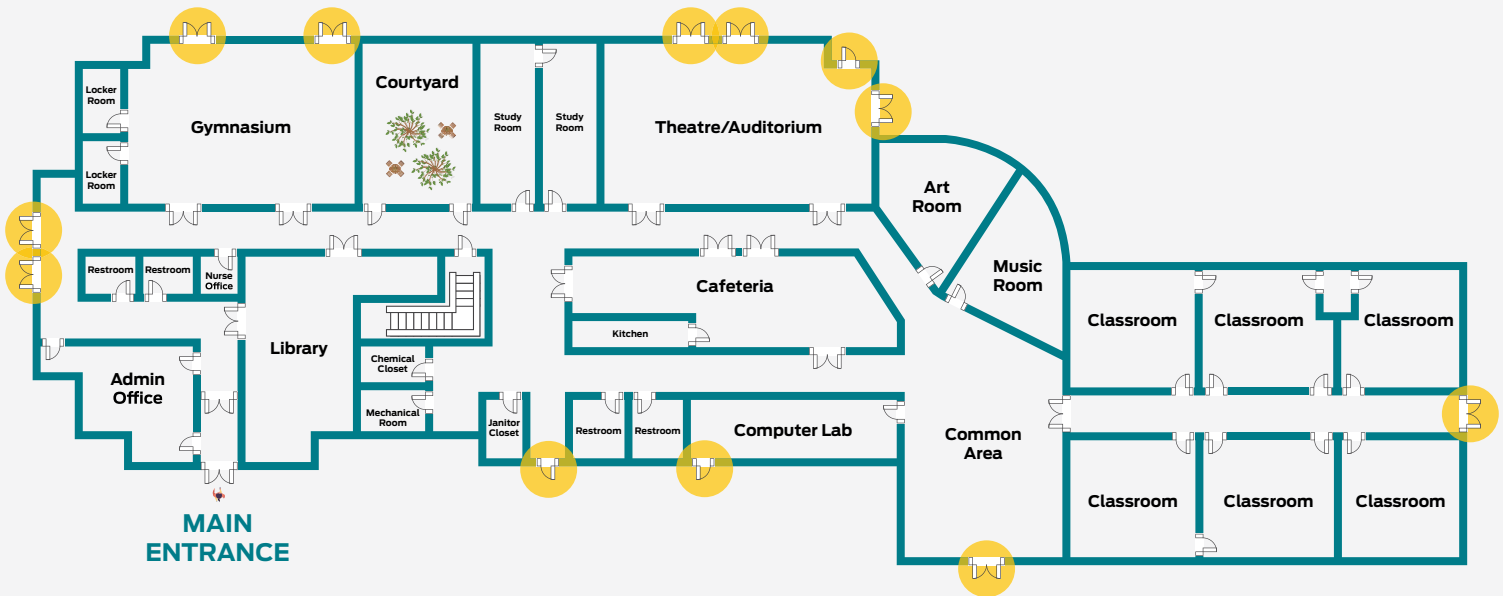 Locker
Room
Gymnasium
Locker
Room
Courtyard
Study
Room
Study
Room
Theatre/Auditorium
Art
Room
Music
Room
Restroom
Restroom
Nurse
Office
Library
Cafeteria
Kitchen
Chemical
Closet
Mechanical
Room
Admin
Office
Janitor
Closet
Restroom
Restroom
Computer Lab
Common
Area
Classroom
Classroom
Classroom
Classroom
Classroom
Classroom
MAIN
ENTRANCE